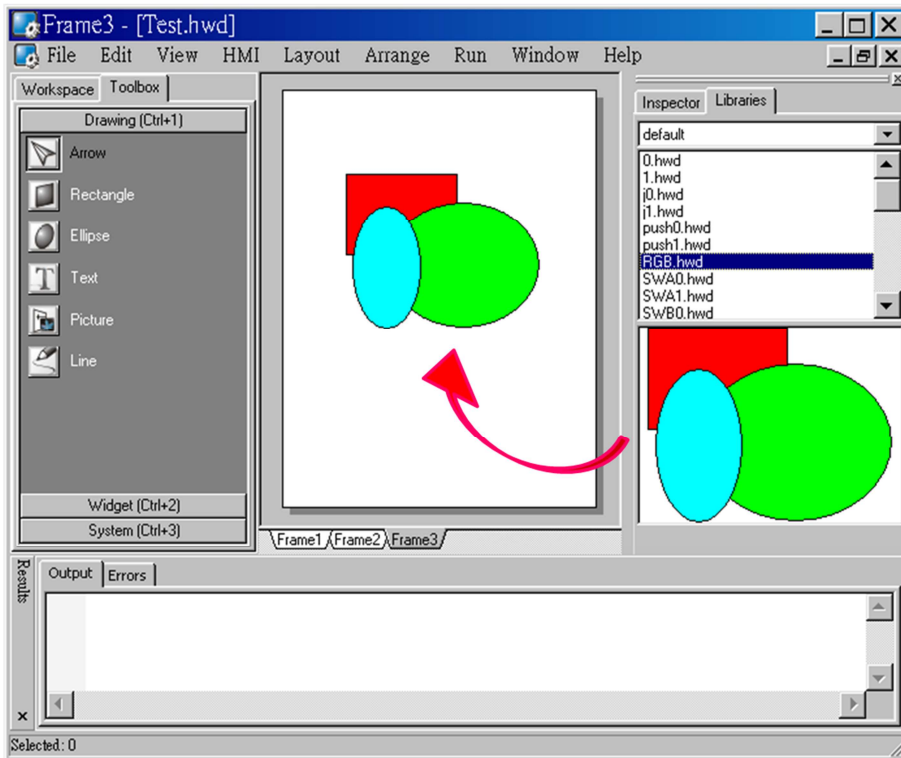 Frame3 - [Test.hwd]
File Edit View HMI Layout Arrange Run Window Help
Workspace Toolbox
Drawing (Ctrl+1)
Arrow
Rectangle
Ellipse
Text
Picture
Line
Widget (Ctrl+2)
System (Ctrl+3)
Frame1 Frame2 Frame3
Inspector Libraries
default
0.hwd
1.hwd
j0.hwd
j1.hwd
push0.hwd
push1.hwd
RGB.hwd
SWA0.hwd
SWA1.hwd
SWB0.hwd
Results
Output Errors
Selected: 0